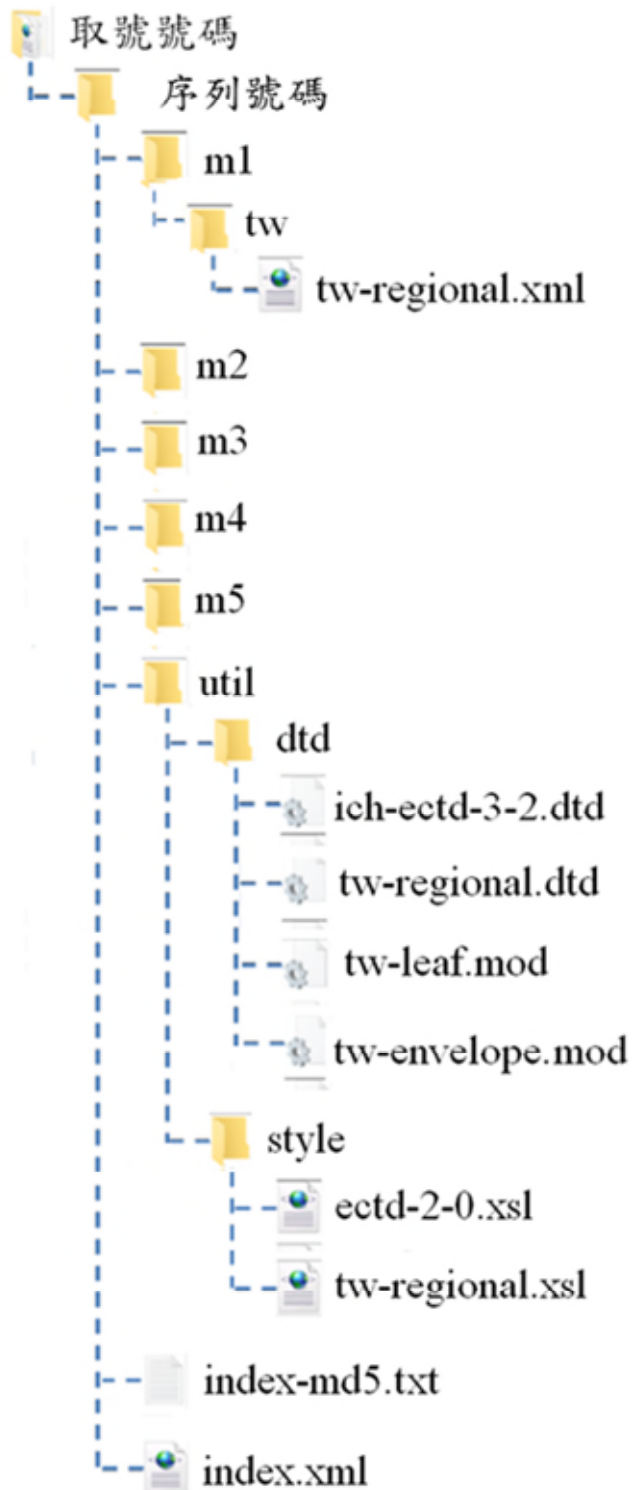 取號號碼
序列號碼
m1
tw
tw-regional.xml
m2
m3
m4
m5
util
dtd
ich-ectd-3-2.dtd
tw-regional.dtd
tw-leaf.mod
tw-envelope.mod
style
ectd-2-0.xsl
tw-regional.xsl
index-md5.txt
index.xml